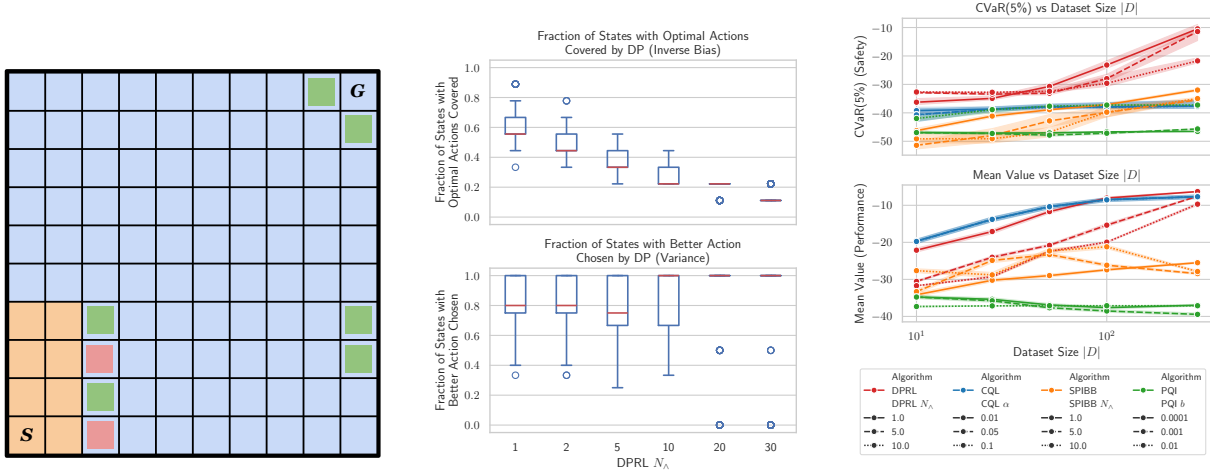 G
S
Fraction of States with Optimal Actions
Covered by DP (Inverse Bias)
Fraction of States with
Optimal Actions Covered
1.0
0.8
0.6
0.4
0.2
0.0
Fraction of States with Better Action
Chosen by DP (Variance)
Fraction of States with
Better Action Chosen
1.0
0.8
0.6
0.4
0.2
0.0
1 2 5 10 20 30
DPRL N∧
CVaR(5%) vs Dataset Size |D|
CVaR(5%) (Safety)
−10
−20
−30
−40
−50
Mean Value vs Dataset Size |D|
Mean Value (Performance)
−10
−20
−30
−40
10¹ 10²
Dataset Size |D|
Algorithm Algorithm Algorithm Algorithm
DPRL CQL SPIBB PQI
DPRL N∧ CQL α SPIBB N∧ PQI b
1.0 0.01 1.0 0.0001
5.0 0.05 5.0 0.001
10.0 0.1 10.0 0.01